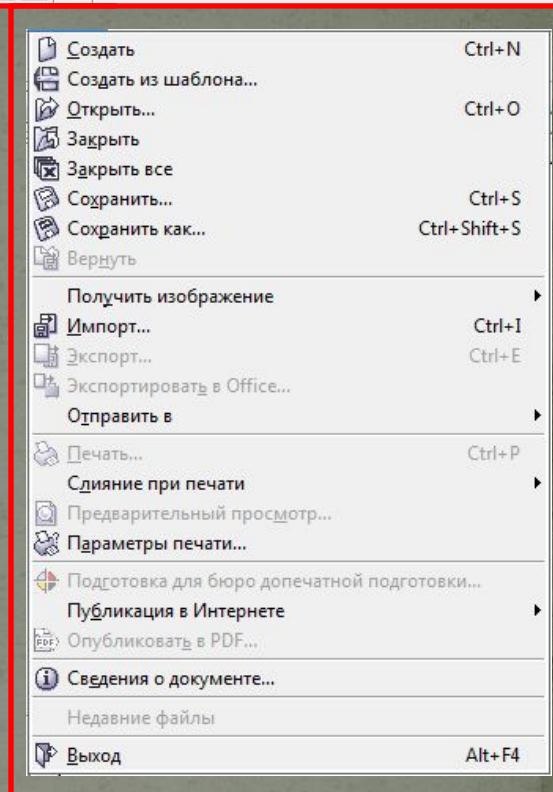 Создать Ctrl+N
Создать из шаблона...
Открыть... Ctrl+O
Закрыть
Закрыть все
Сохранить... Ctrl+S
Сохранить как... Ctrl+Shift+S
Вернуть
Получить изображение
Импорт... Ctrl+I
Экспорт... Ctrl+E
Экспортировать в Office...
Отправить в
Печать... Ctrl+P
Слияние при печати
Предварительный просмотр...
Параметры печати...
Подготовка для бюро допечатной подготовки...
Публикация в Интернете
PDF Опубликовать в PDF...
Сведения о документе...
Недавние файлы
Выход Alt+F4